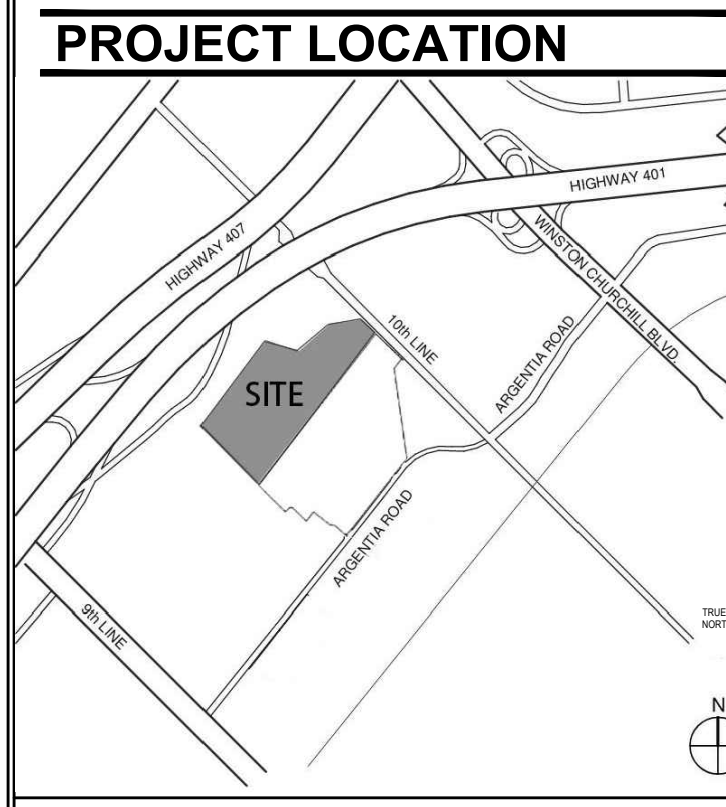 PROJECT LOCATION
HIGHWAY 401
HIGHWAY 407
WINSTON CHURCHILL BLVD.
10th LINE
ARGENTIA ROAD
SITE
ARGENTIA ROAD
9th LINE
TRUE
NORT
N